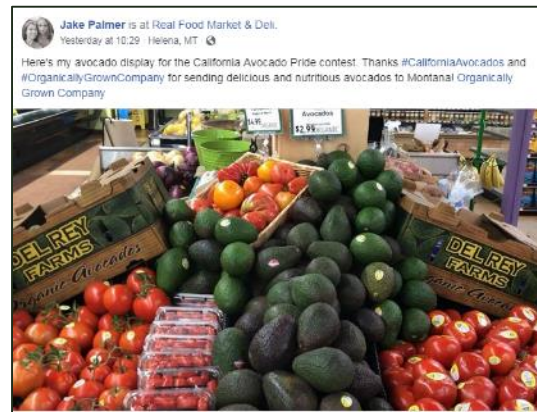 Jake Palmer is at Real Food Market & Deli.
Yesterday at 10:29 · Helena, MT
Here's my avocado display for the California Avocado Pride contest. Thanks #CaliforniaAvocados and
#OrganicallyGrownCompany for sending delicious and nutritious avocados to Montana! Organically
Grown Company
$4.99
Avocados
$2.99
DEL REY
FARMS
Organic Avocados
DEL REY
FARMS